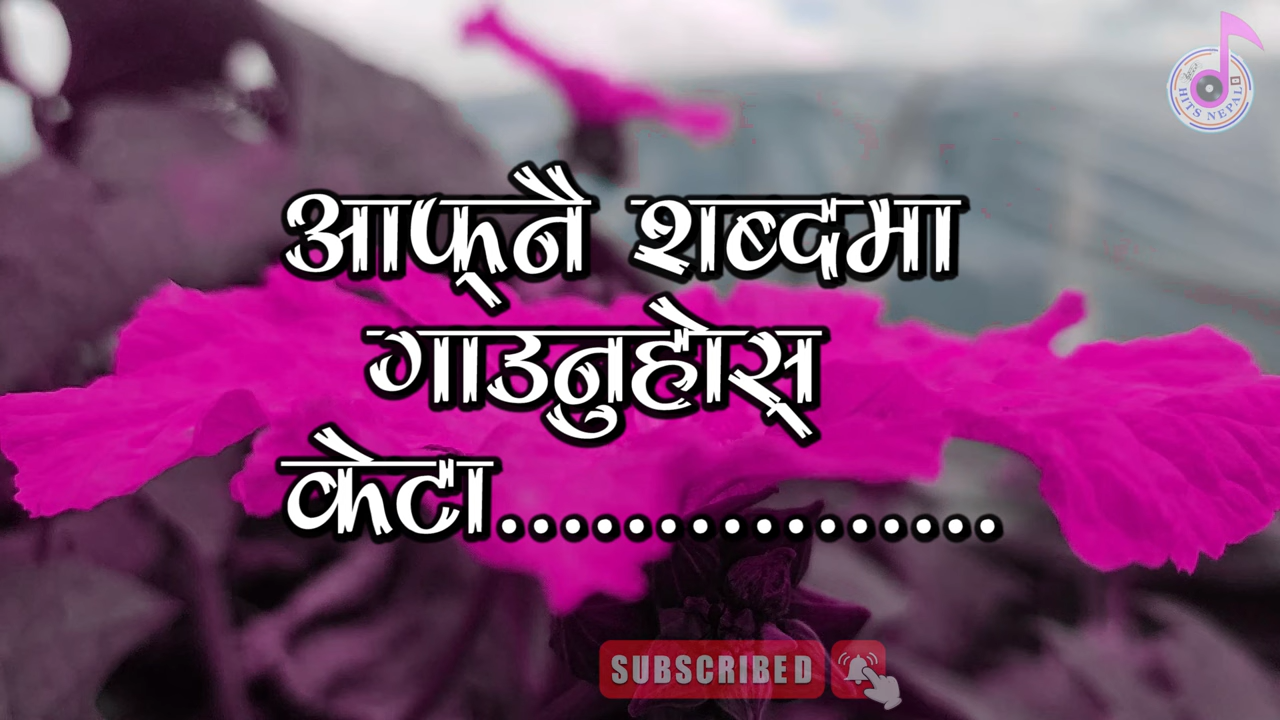 HITS NEPAL
आफ्नै शब्दमा
गाउनुहोस्
केटा................
SUBSCRIBED